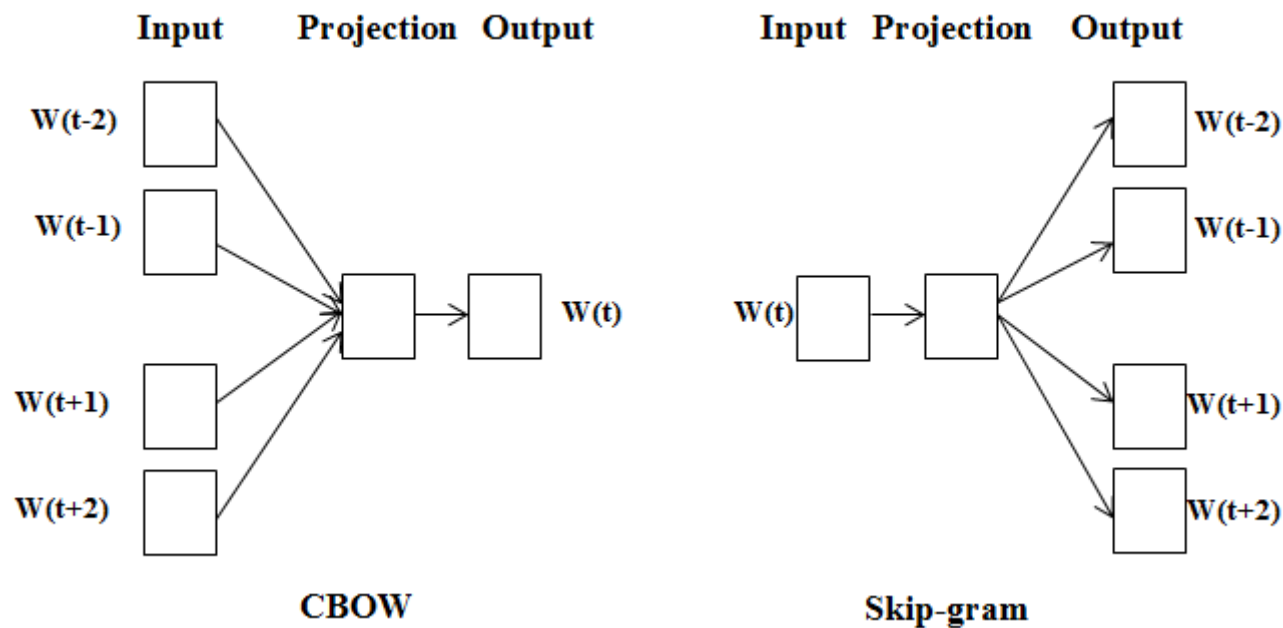 Input Projection Output
W(t-2)
W(t-1)
W(t)
W(t+1)
W(t+2)
CBOW
Input Projection Output
W(t-2)
W(t-1)
W(t)
W(t+1)
W(t+2)
Skip-gram